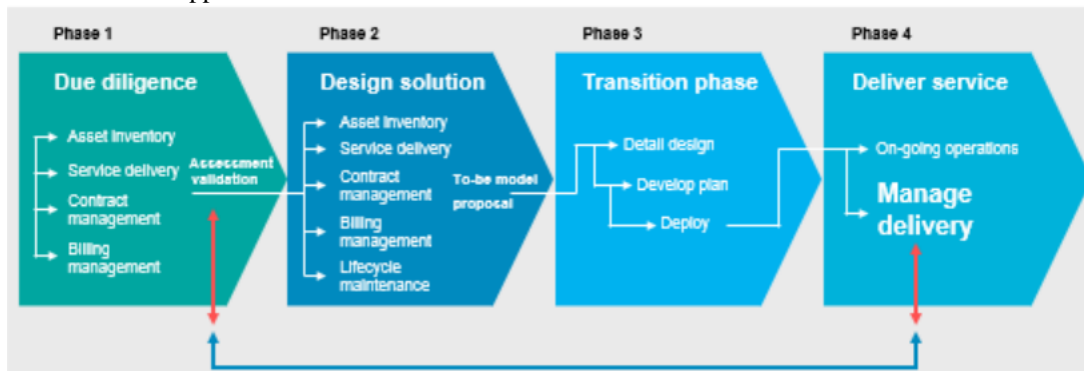 Phase 1
Phase 2
Phase 3
Phase 4
Due diligence
Asset Inventory
Service delivery
Contract
management
Billing
management
Assessment
validation
Design solution
Asset Inventory
Service delivery
Contract
management
Billing
management
Lifecycle
maintenance
To-be model
proposal
Transition phase
Detail design
Develop plan
Deploy
Deliver service
On-going operations
Manage
delivery